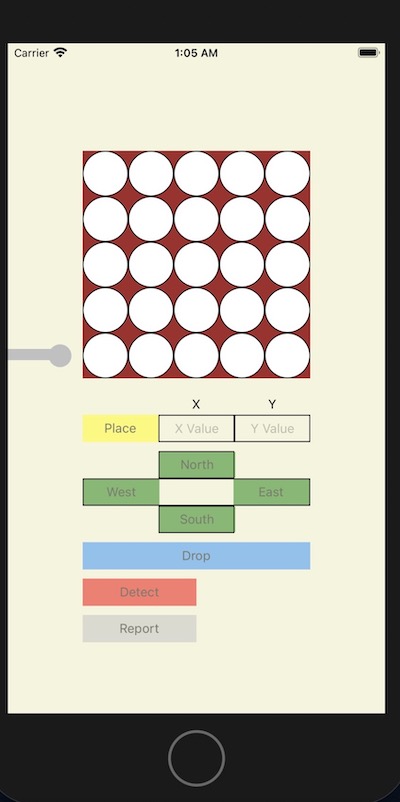 Carrier 1:05 AM
X Y
Place X Value Y Value
North
West East
South
Drop
Detect
Report